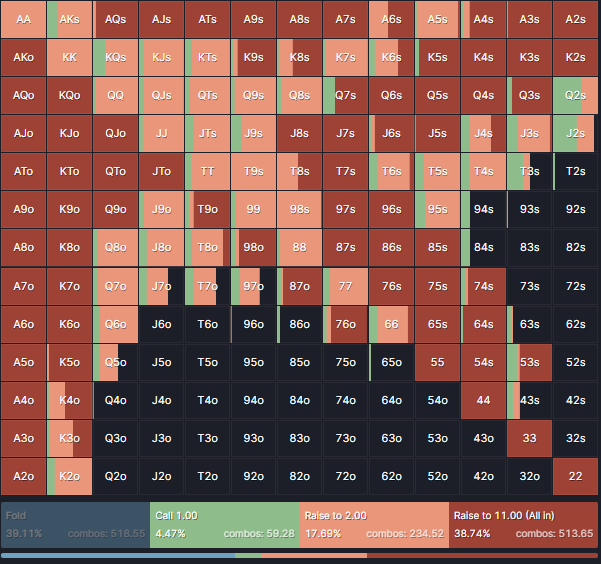 AA AKs AQs AJs ATs A9s A8s A7s A6s A5s A4s A3s A2s
AKo KK KQs KJs KTs K9s K8s K7s K6s K5s K4s K3s K2s
AQo KQo QQ QJs QTs Q9s Q8s Q7s Q6s Q5s Q4s Q3s Q2s
AJo KJo QJo JJ JTs J9s J8s J7s J6s J5s J4s J3s J2s
ATo KTo QTo JTo TT T9s T8s T7s T6s T5s T4s T3s T2s
A9o K9o Q9o J9o T9o 99 98s 97s 96s 95s 94s 93s 92s
A8o K8o Q8o J8o T8o 98o 88 87s 86s 85s 84s 83s 82s
A7o K7o Q7o J7o T7o 97o 87o 77 76s 75s 74s 73s 72s
A6o K6o Q6o J6o T6o 96o 86o 76o 66 65s 64s 63s 62s
A5o K5o Q5o J5o T5o 95o 85o 75o 65o 55 54s 53s 52s
A4o K4o Q4o J4o T4o 94o 84o 74o 64o 54o 44 43s 42s
A3o K3o Q3o J3o T3o 93o 83o 73o 63o 53o 43o 33 32s
A2o K2o Q2o J2o T2o 92o 82o 72o 62o 52o 42o 32o 22
Fold Call 1.00 Raise to 2.00 Raise to 11.00 (All in)
39.11% combos: 518.55 4.47% combos: 59.28 17.69% combos: 234.52 38.74% combos: 513.65